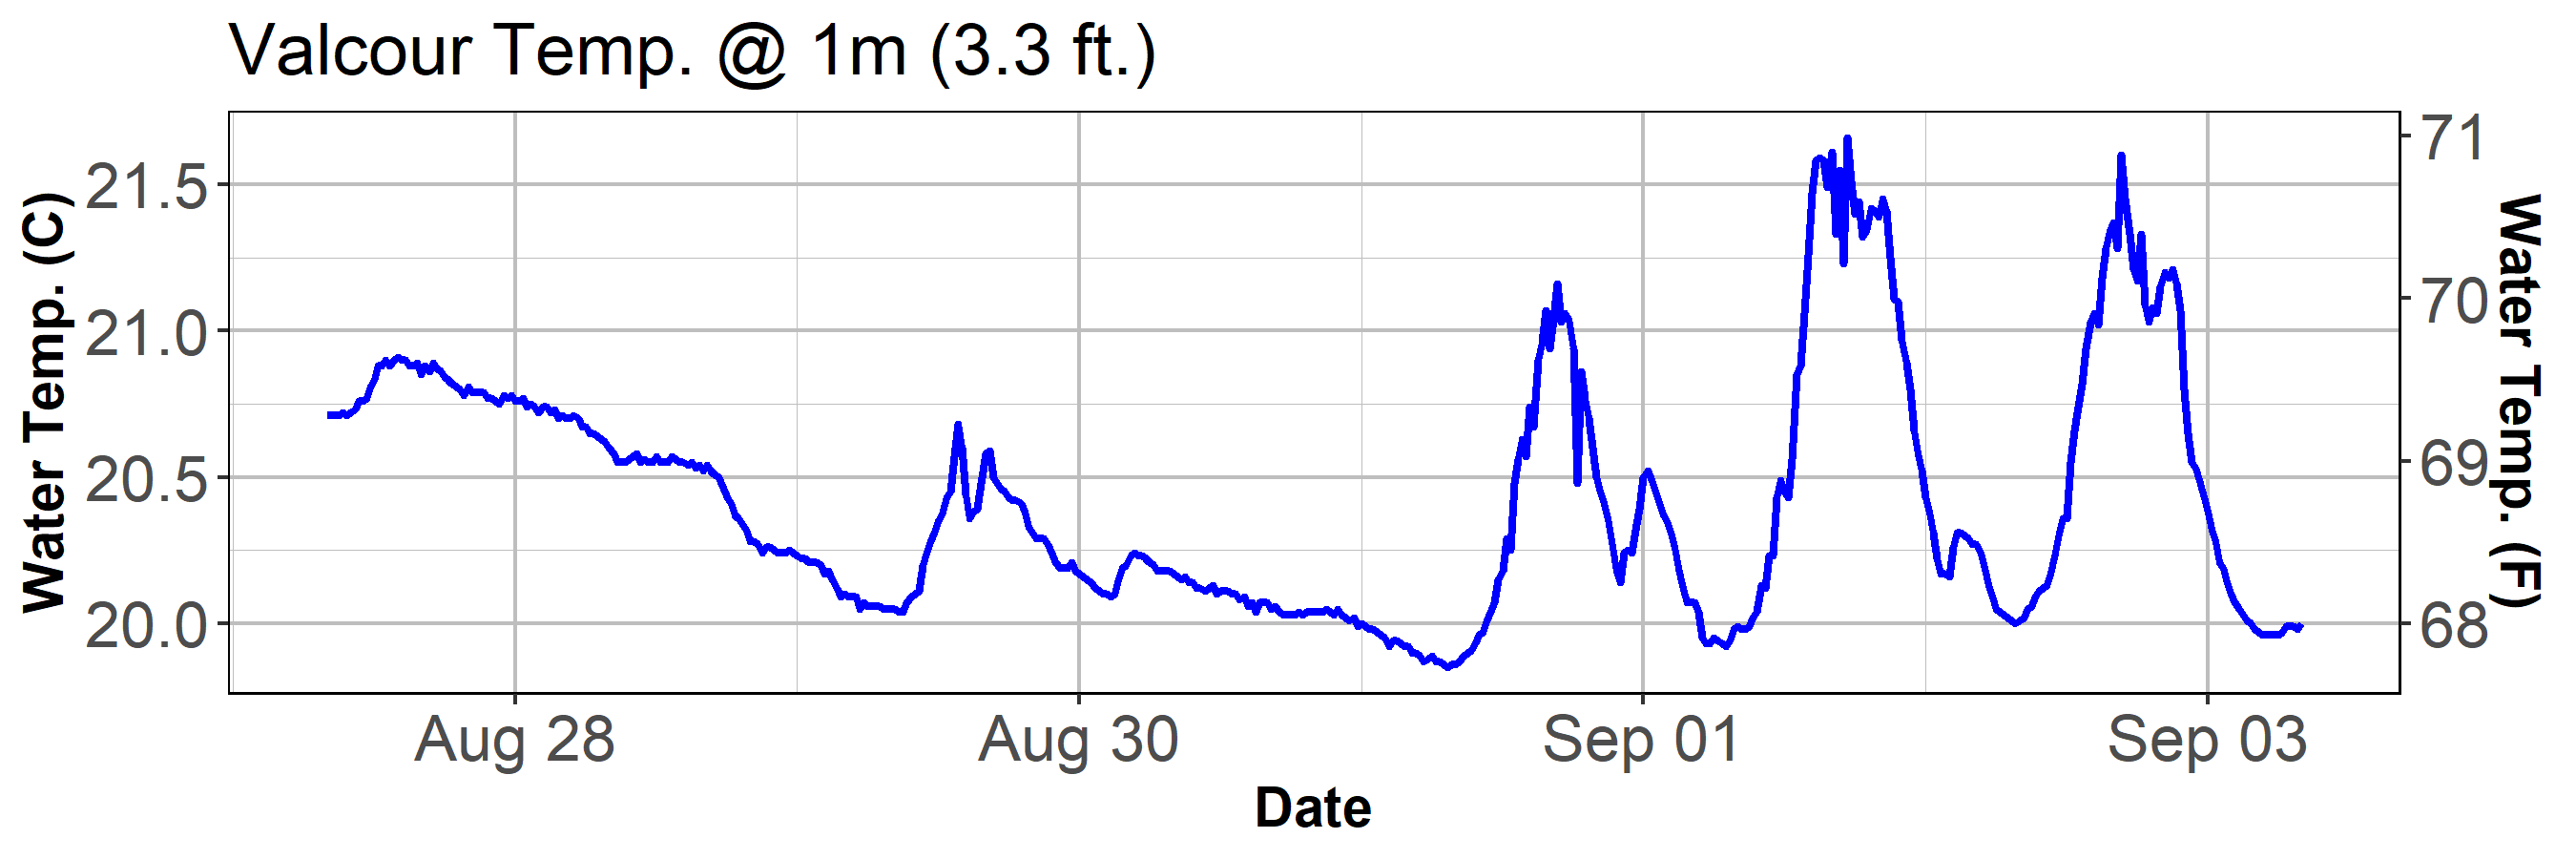 Valcour Temp. @ 1m (3.3 ft.)
Water Temp. (C)
21.5
21.0
20.5
20.0
71
70
69
68
Water Temp. (F)
Aug 28
Aug 30
Sep 01
Sep 03
Date